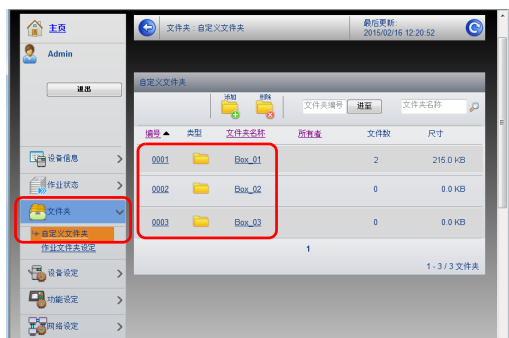 主页
Admin
退出
设备信息
作业状态
文件夹
自定义文件夹
作业文件夹设定
设备设定
功能设定
网络设定
文件夹 : 自定义文件夹
最后更新:
2015/02/16 12:20:52
自定义文件夹
添加 删除
文件夹编号 进至 文件夹名称
编号 类型 文件夹名称 所有者 文件数 尺寸
0001 Box_01 2 215.0 KB
0002 Box_02 0 0.0 KB
0003 Box_03 0 0.0 KB
1
1 - 3 / 3 文件夹